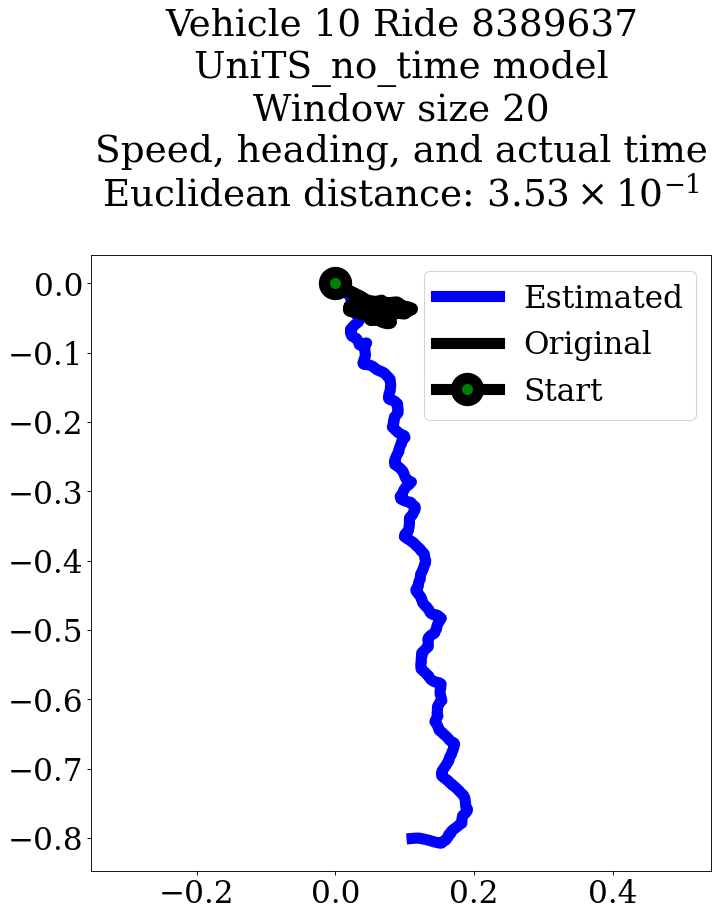 Vehicle 10 Ride 8389637
UniTS_no_time model
Window size 20
Speed, heading, and actual time
Euclidean distance: 3.53 × 10⁻¹
Estimated
Original
Start
0.0
−0.1
−0.2
−0.3
−0.4
−0.5
−0.6
−0.7
−0.8
−0.2 0.0 0.2 0.4